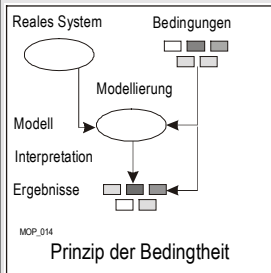 Reales System
Bedingungen
Modellierung
Modell
Interpretation
Ergebnisse
MOP_014
Prinzip der Bedingtheit